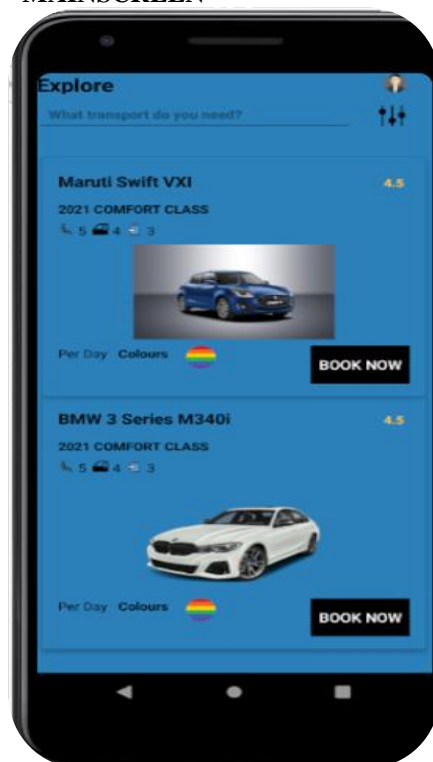 MAINSCREEN
Explore
What transport do you need?
Maruti Swift VXI 4.5
2021 COMFORT CLASS
5 4 3
Per Day Colours
BOOK NOW
BMW 3 Series M340i 4.5
2021 COMFORT CLASS
5 4 3
Per Day Colours
BOOK NOW